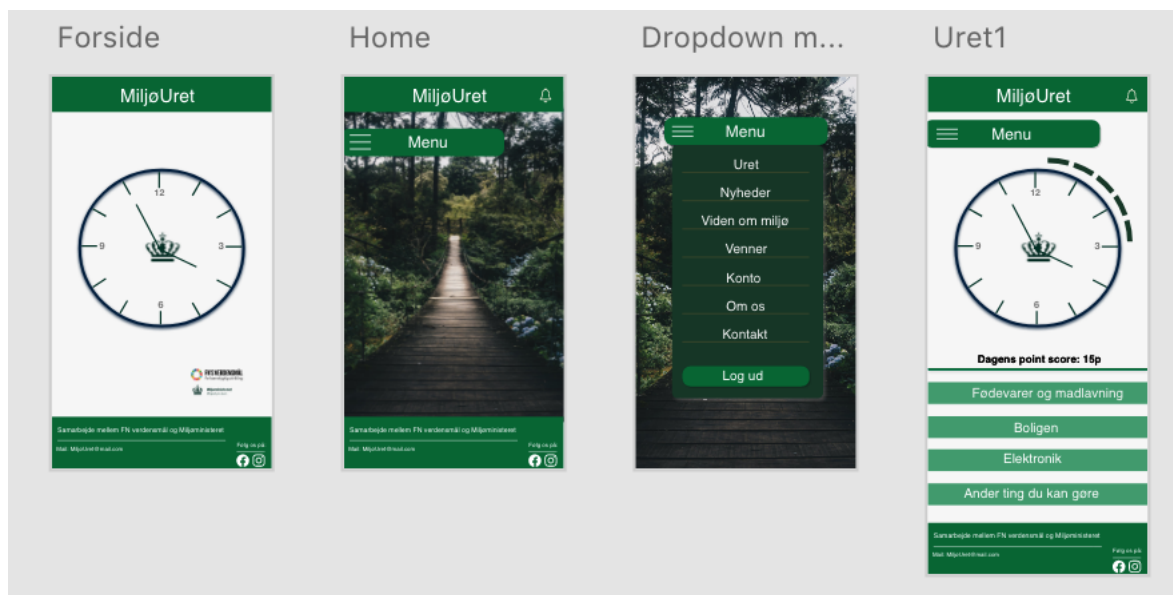 Forside
MiljøUret
12
9
3
6
FN'S VERDENSMÅL
Samarbejde mellem FN verdensmål og Miljøministeret
Mail: MiljoUret@mail.com
Følg os på:
Home
MiljøUret
Menu
Samarbejde mellem FN verdensmål og Miljøministeret
Mail: MiljoUret@mail.com
Følg os på:
Dropdown m...
Menu
Uret
Nyheder
Viden om miljø
Venner
Konto
Om os
Kontakt
Log ud
Uret1
MiljøUret
Menu
12
9
3
6
Dagens point score: 15p
Fødevarer og madlavning
Boligen
Elektronik
Ander ting du kan gøre
Samarbejde mellem FN verdensmål og Miljøministeret
Mail: MiljoUret@mail.com
Følg os på: